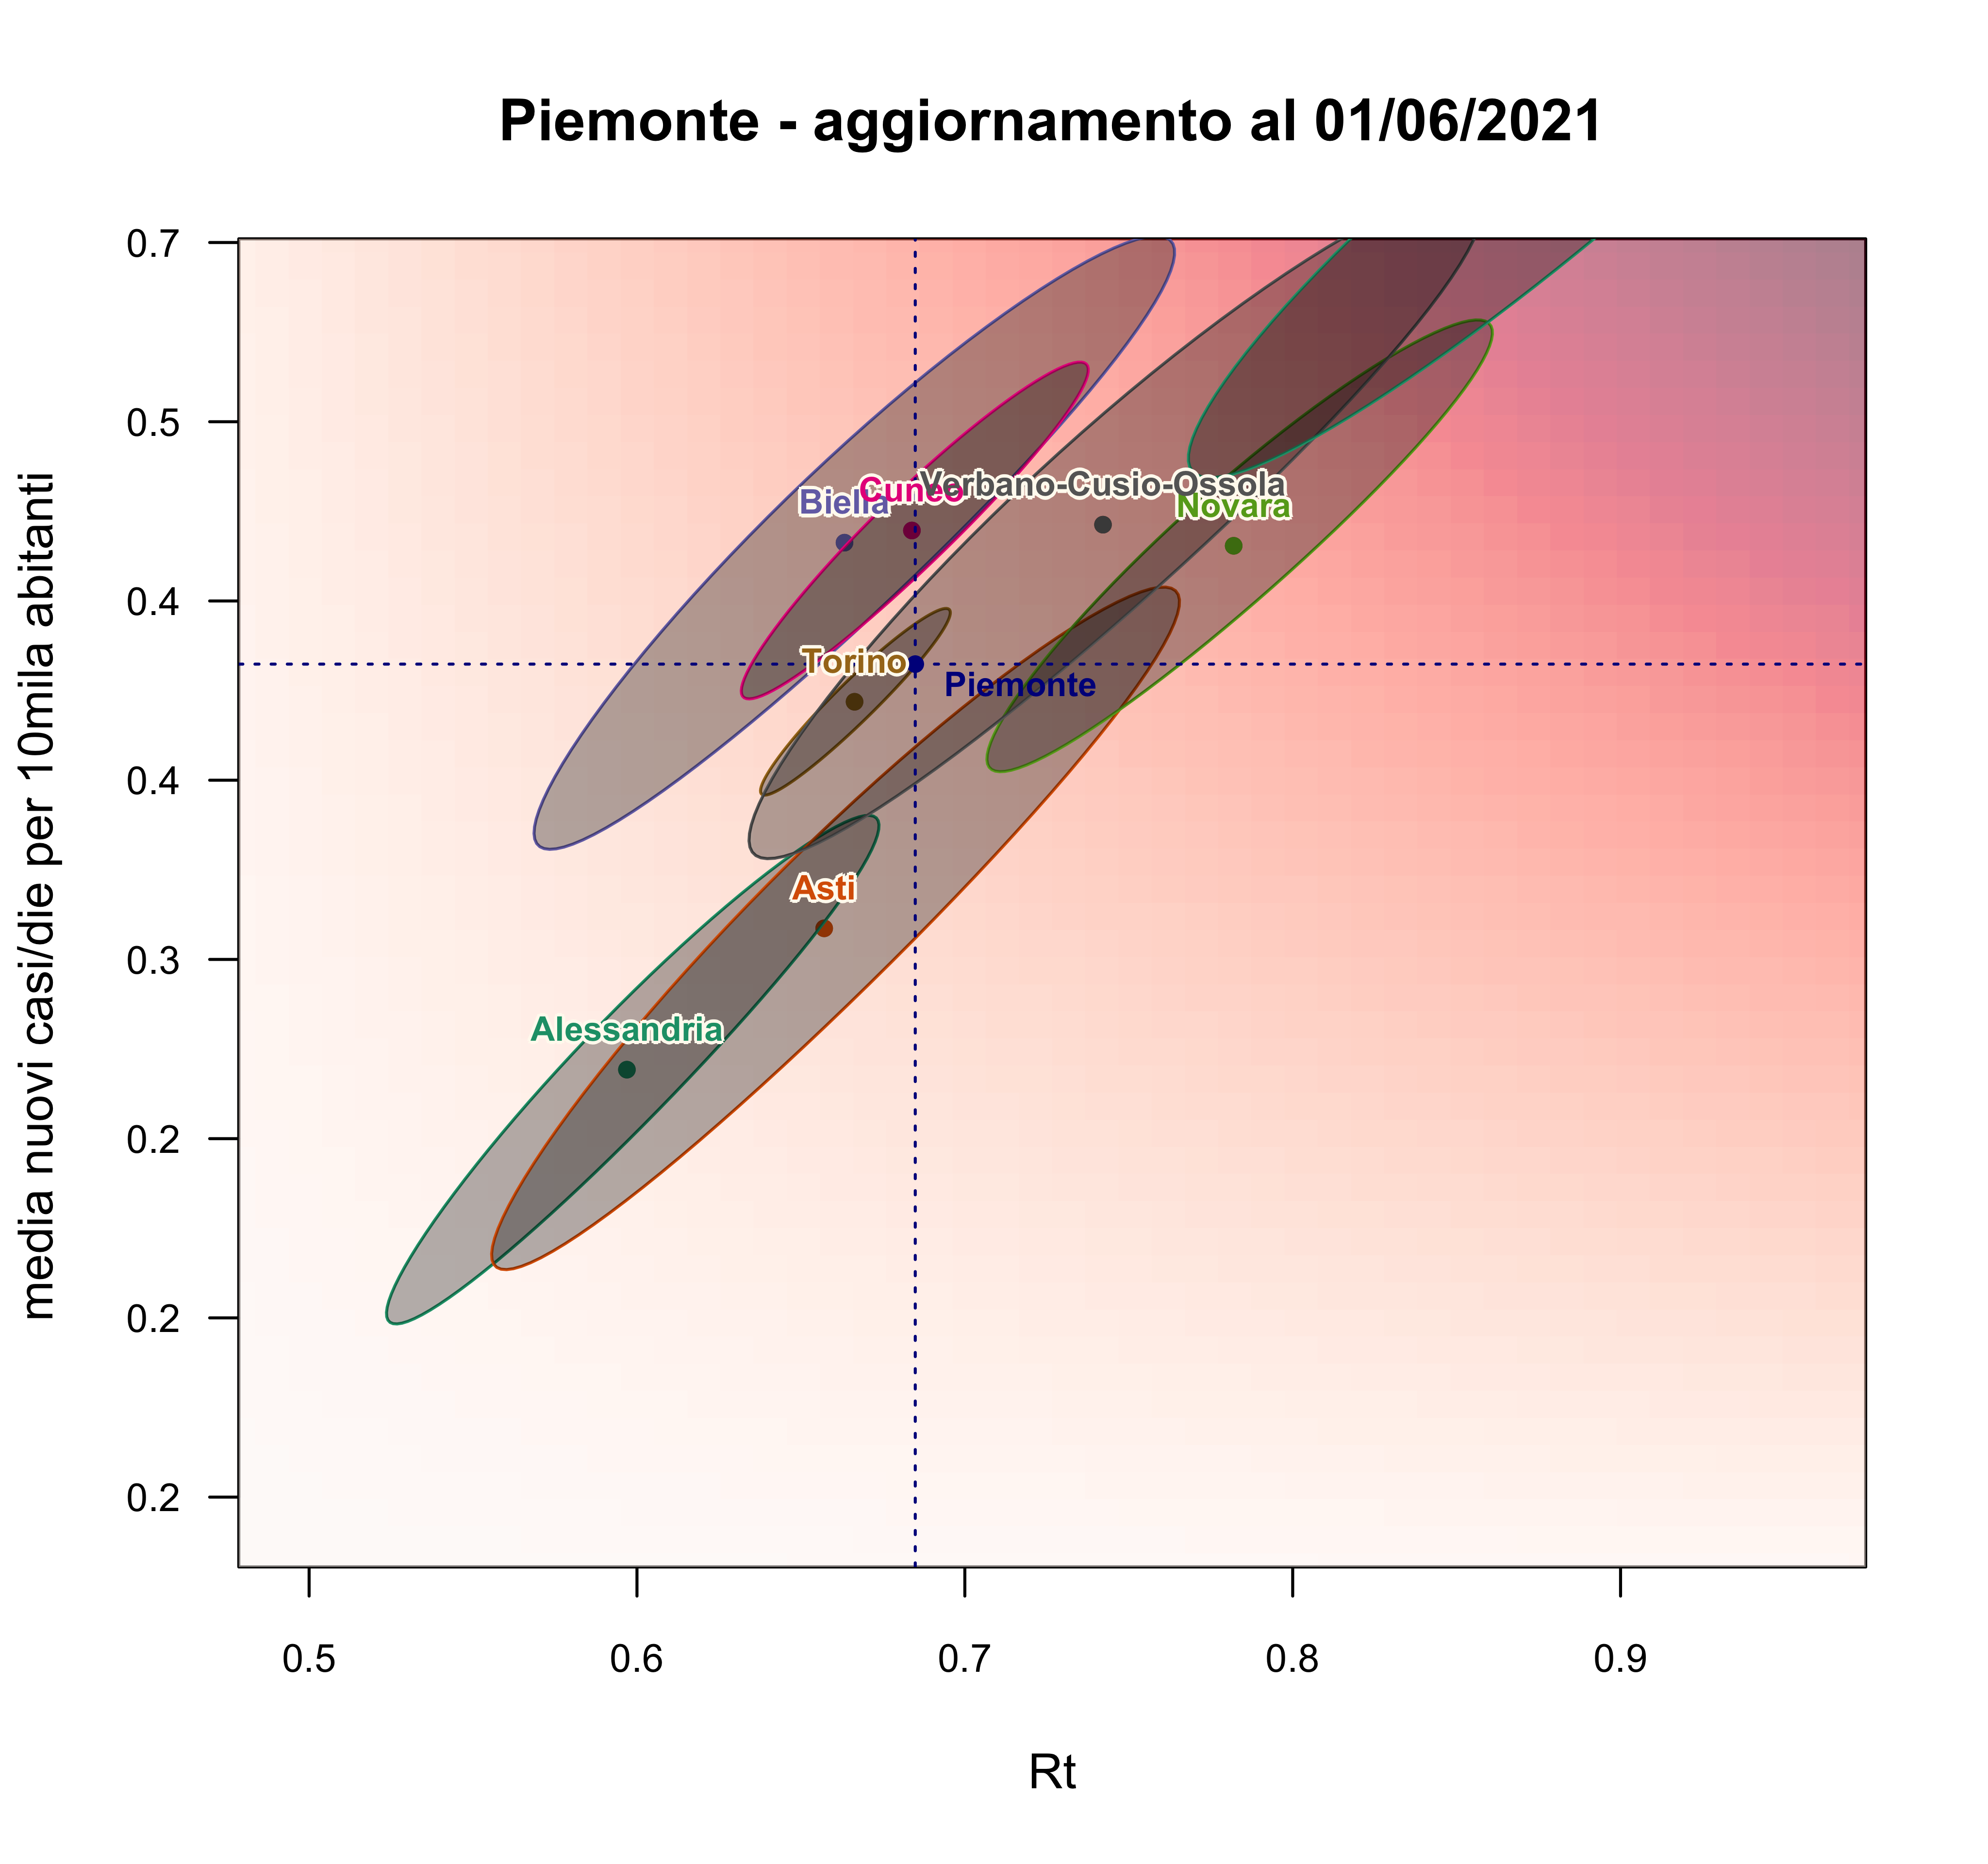 Piemonte - aggiornamento al 01/06/2021
media nuovi casi/die per 10mila abitanti
0.7
0.5
0.4
0.4
0.3
0.2
0.2
0.2
Verbano-Cusio-Ossola
Cuneo
Biella
Novara
Torino
Piemonte
Asti
Alessandria
0.5
0.6
0.7
0.8
0.9
Rt